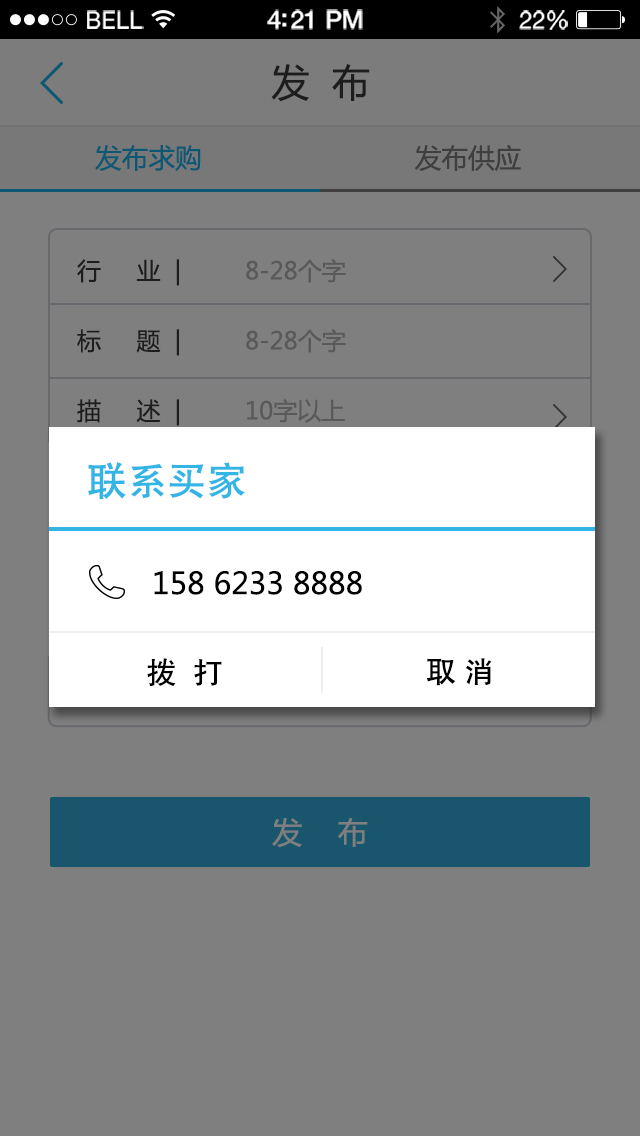 BELL 4:21 PM 22%
发 布
发布求购 发布供应
行 业 | 8-28个字
标 题 | 8-28个字
描 述 | 10字以上
联系买家
158 6233 8888
拨 打 取 消
发 布